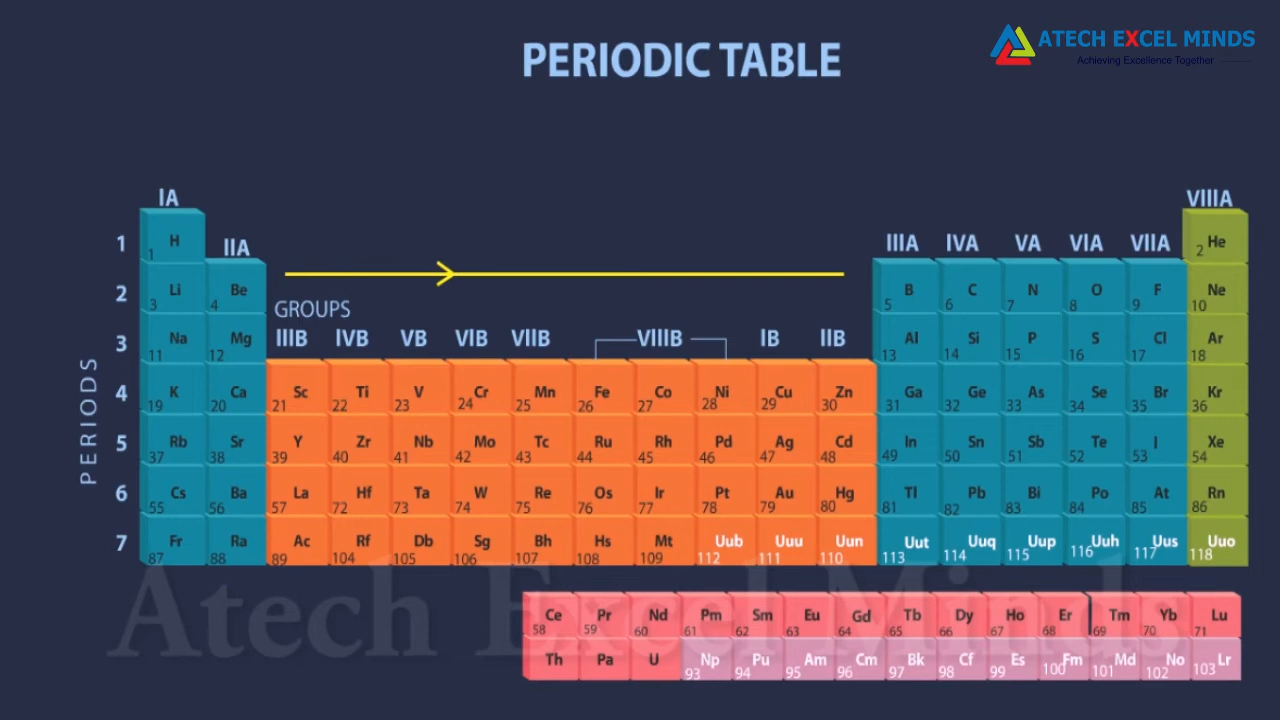 PERIODIC TABLE
ATECH EXCEL MINDS
Achieving Excellence Together
IA
VIIIA
1 H 1 IIA IIIA IVA VA VIA VIIA He 2
2 Li 3 Be 4 B 5 C 6 N 7 O 8 F 9 Ne 10
GROUPS
3 Na 11 Mg 12 IIIB IVB VB VIB VIIB VIIIB IB IIB Al 13 Si 14 P 15 S 16 Cl 17 Ar 18
PERIODS
4 K 19 Ca 20 Sc 21 Ti 22 V 23 Cr 24 Mn 25 Fe 26 Co 27 Ni 28 Cu 29 Zn 30 Ga 31 Ge 32 As 33 Se 34 Br 35 Kr 36
5 Rb 37 Sr 38 Y 39 Zr 40 Nb 41 Mo 42 Tc 43 Ru 44 Rh 45 Pd 46 Ag 47 Cd 48 In 49 Sn 50 Sb 51 Te 52 I 53 Xe 54
6 Cs 55 Ba 56 La 57 Hf 72 Ta 73 W 74 Re 75 Os 76 Ir 77 Pt 78 Au 79 Hg 80 Tl 81 Pb 82 Bi 83 Po 84 At 85 Rn 86
7 Fr 87 Ra 88 Ac 89 Rf 104 Db 105 Sg 106 Bh 107 Hs 108 Mt 109 Uub 112 Uuu 111 Uun 110 Uut 113 Uuq 114 Uup 115 Uuh 116 Uus 117 Uuo 118
Atech Excel Minds
Ce 58 Pr 59 Nd 60 Pm 61 Sm 62 Eu 63 Gd 64 Tb 65 Dy 66 Ho 67 Er 68 Tm 69 Yb 70 Lu 71
Th Pa U Np 93 Pu 94 Am 95 Cm 96 Bk 97 Cf 98 Es 99 Fm 100 Md 101 No 102 Lr 103